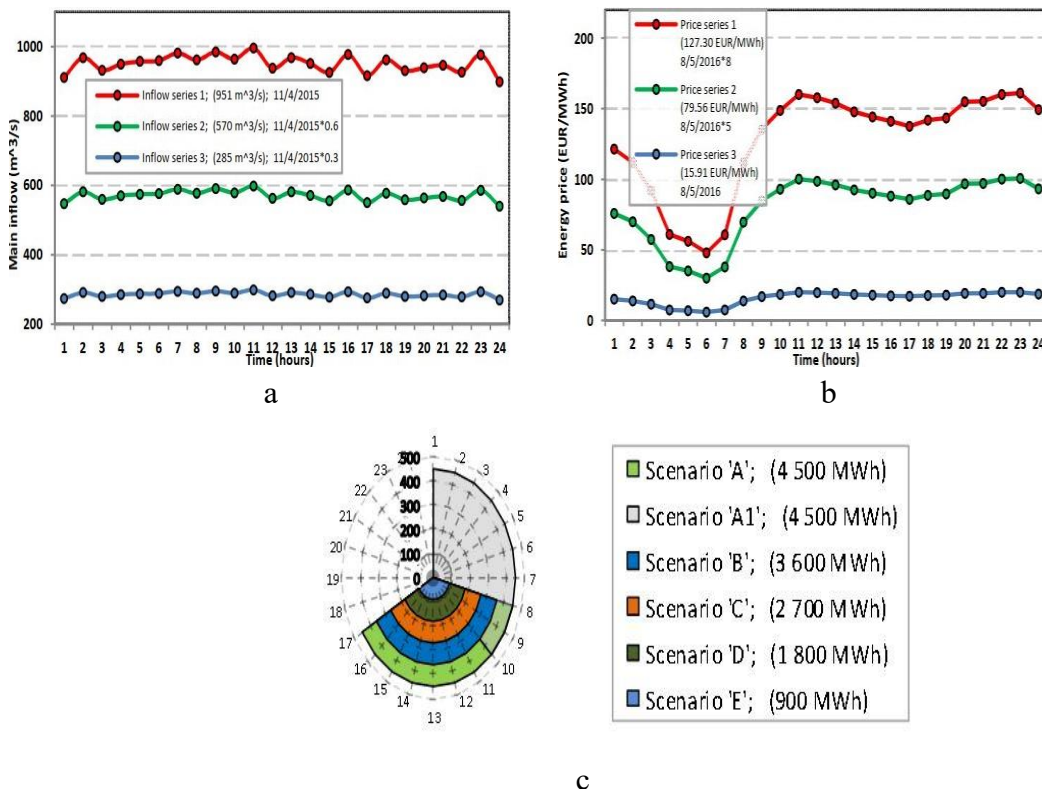 1000
800
600
400
200
Main inflow (m^3/s)
Inflow series 1; (951 m^3/s); 11/4/2015
Inflow series 2; (570 m^3/s); 11/4/2015*0.6
Inflow series 3; (285 m^3/s); 11/4/2015*0.3
1 2 3 4 5 6 7 8 9 10 11 12 13 14 15 16 17 18 19 20 21 22 23 24
Time (hours)
a
200
150
100
50
0
Energy price (EUR/MWh)
Price series 1
(127.30 EUR/MWh)
8/5/2016*8
Price series 2
(79.56 EUR/MWh)
8/5/2016*5
Price series 3
(15.91 EUR/MWh)
8/5/2016
1 2 3 4 5 6 7 8 9 10 11 12 13 14 15 16 17 18 19 20 21 22 23 24
Time (hours)
b
500
400
300
200
100
0
1
2
3
4
5
6
7
8
9
10
11
12
13
14
15
16
17
18
19
20
21
22
23
Scenario 'A'; (4 500 MWh)
Scenario 'A1'; (4 500 MWh)
Scenario 'B'; (3 600 MWh)
Scenario 'C'; (2 700 MWh)
Scenario 'D'; (1 800 MWh)
Scenario 'E'; (900 MWh)
c